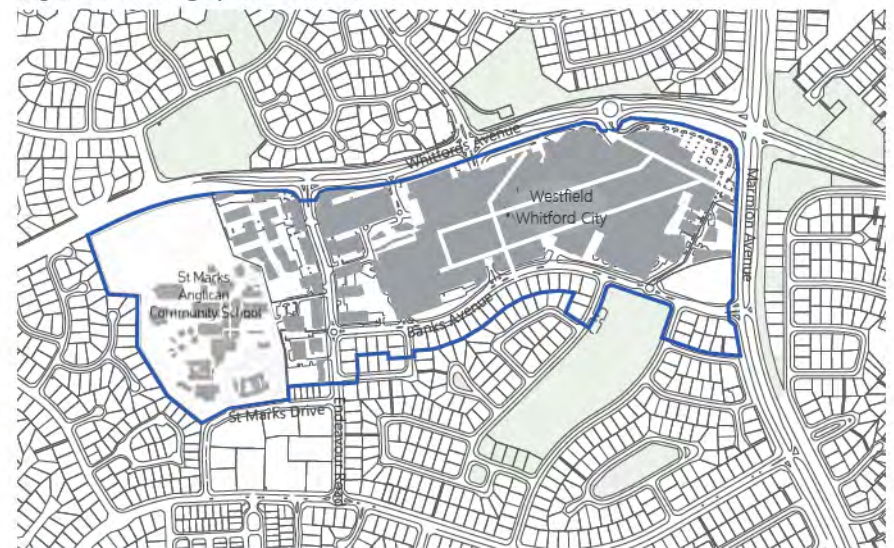 Whitfords Avenue
Westfield
Whitford City
Marmion Avenue
St Marks
Anglican
Community School
Banks Avenue
St Marks Drive
Endeavour Road